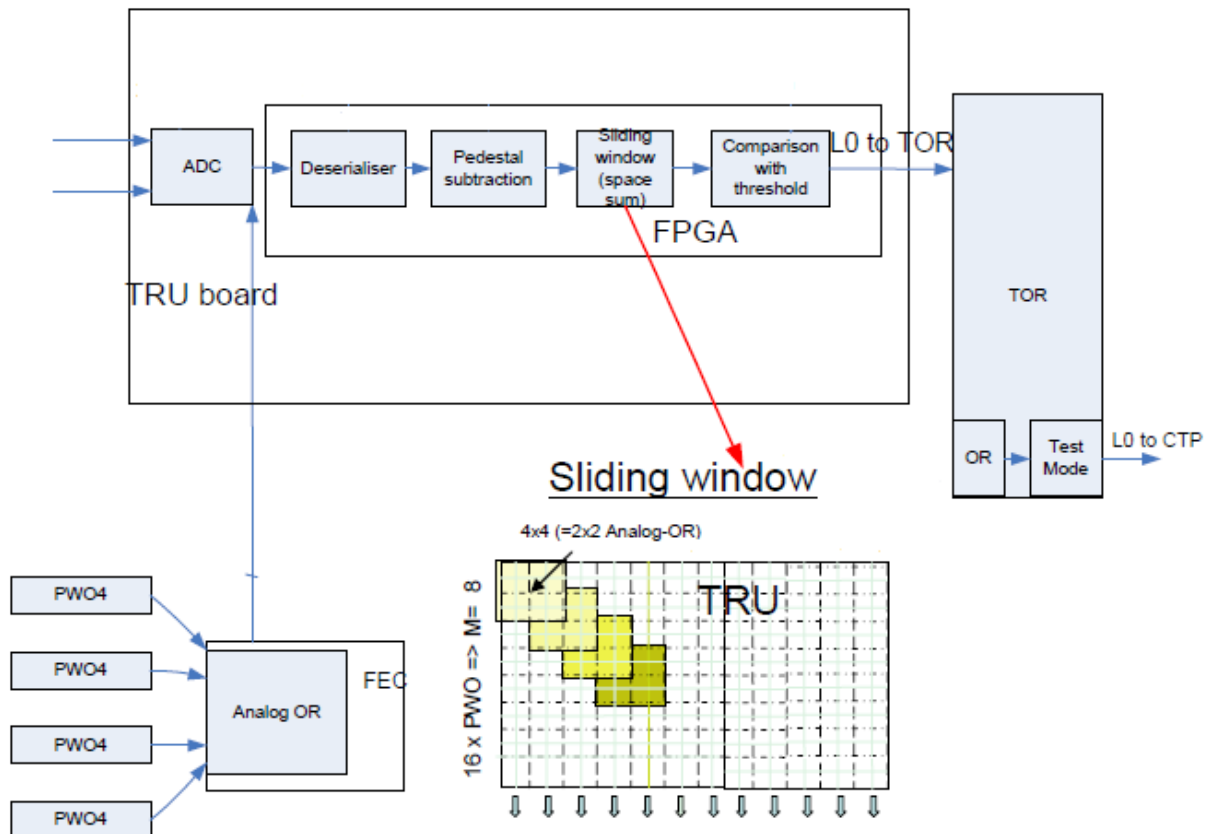 ADC
Deserialiser
Pedestal
subtraction
Sliding
window
(space
sum)
Comparison
with
threshold
L0 to TOR
FPGA
TRU board
TOR
OR
Test
Mode
L0 to CTP
Sliding window
4x4 (=2x2 Analog-OR)
TRU
16 x PWO => M= 8
PWO4
PWO4
PWO4
PWO4
Analog OR
FEC